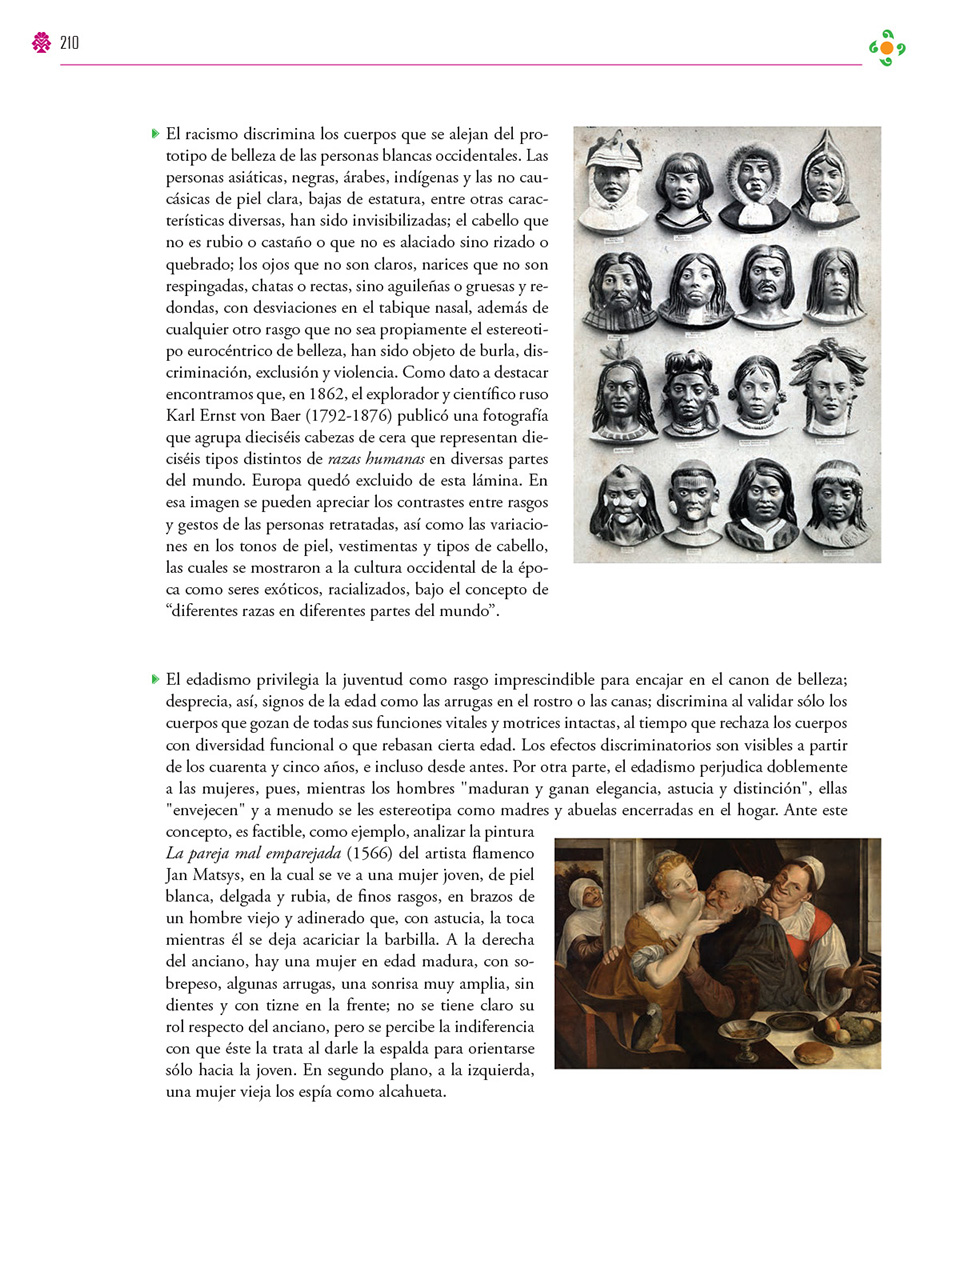 210
El racismo discrimina los cuerpos que se alejan del pro-
totipo de belleza de las personas blancas occidentales. Las
personas asiáticas, negras, árabes, indígenas y las no cau-
cásicas de piel clara, bajas de estatura, entre otras carac-
terísticas diversas, han sido invisibilizadas; el cabello que
no es rubio o castaño o que no es alaciado sino rizado o
quebrado; los ojos que no son claros, narices que no son
respingadas, chatas o rectas, sino aguileñas o gruesas y re-
dondas, con desviaciones en el tabique nasal, además de
cualquier otro rasgo que no sea propiamente el estereoti-
po eurocéntrico de belleza, han sido objeto de burla, dis-
criminación, exclusión y violencia. Como dato a destacar
encontramos que, en 1862, el explorador y científico ruso
Karl Ernst von Baer (1792-1876) publicó una fotografía
que agrupa dieciséis cabezas de cera que representan die-
ciséis tipos distintos de razas humanas en diversas partes
del mundo. Europa quedó excluido de esta lámina. En
esa imagen se pueden apreciar los contrastes entre rasgos
y gestos de las personas retratadas, así como las variacio-
nes en los tonos de piel, vestimentas y tipos de cabello,
las cuales se mostraron a la cultura occidental de la épo-
ca como seres exóticos, racializados, bajo el concepto de
“diferentes razas en diferentes partes del mundo”.
El edadismo privilegia la juventud como rasgo imprescindible para encajar en el canon de belleza;
desprecia, así, signos de la edad como las arrugas en el rostro o las canas; discrimina al validar sólo los
cuerpos que gozan de todas sus funciones vitales y motrices intactas, al tiempo que rechaza los cuerpos
con diversidad funcional o que rebasan cierta edad. Los efectos discriminatorios son visibles a partir
de los cuarenta y cinco años, e incluso desde antes. Por otra parte, el edadismo perjudica doblemente
a las mujeres, pues, mientras los hombres "maduran y ganan elegancia, astucia y distinción", ellas
"envejecen" y a menudo se les estereotipa como madres y abuelas encerradas en el hogar. Ante este
concepto, es factible, como ejemplo, analizar la pintura
La pareja mal emparejada (1566) del artista flamenco
Jan Matsys, en la cual se ve a una mujer joven, de piel
blanca, delgada y rubia, de finos rasgos, en brazos de
un hombre viejo y adinerado que, con astucia, la toca
mientras él se deja acariciar la barbilla. A la derecha
del anciano, hay una mujer en edad madura, con so-
brepeso, algunas arrugas, una sonrisa muy amplia, sin
dientes y con tizne en la frente; no se tiene claro su
rol respecto del anciano, pero se percibe la indiferencia
con que éste la trata al darle la espalda para orientarse
sólo hacia la joven. En segundo plano, a la izquierda,
una mujer vieja los espía como alcahueta.